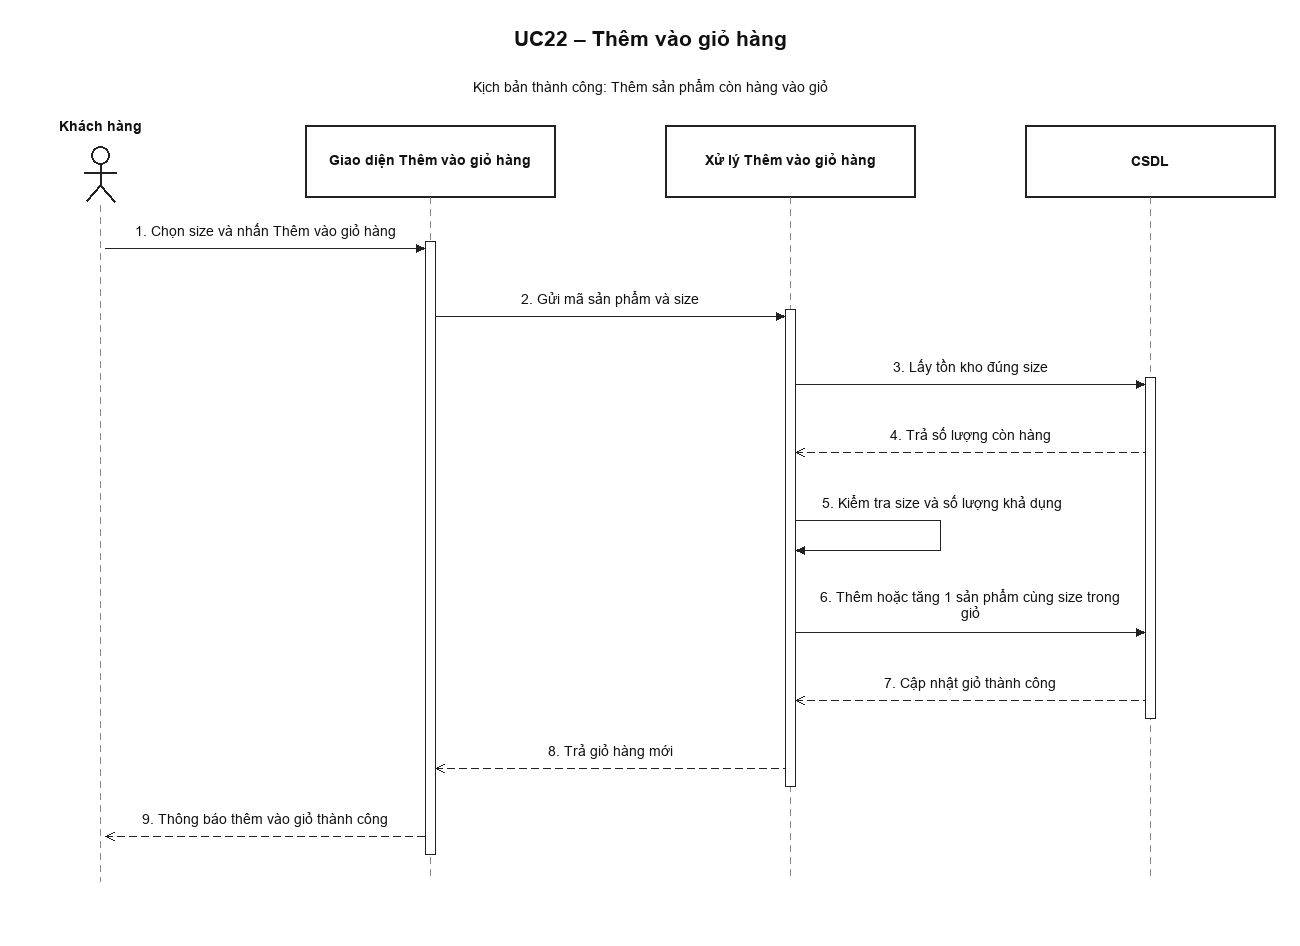 UC22 – Thêm vào giỏ hàng
Kịch bản thành công: Thêm sản phẩm còn hàng vào giỏ
Khách hàng
Giao diện Thêm vào giỏ hàng
Xử lý Thêm vào giỏ hàng
CSDL
1. Chọn size và nhấn Thêm vào giỏ hàng
2. Gửi mã sản phẩm và size
3. Lấy tồn kho đúng size
4. Trả số lượng còn hàng
5. Kiểm tra size và số lượng khả dụng
6. Thêm hoặc tăng 1 sản phẩm cùng size trong
giỏ
7. Cập nhật giỏ thành công
8. Trả giỏ hàng mới
9. Thông báo thêm vào giỏ thành công